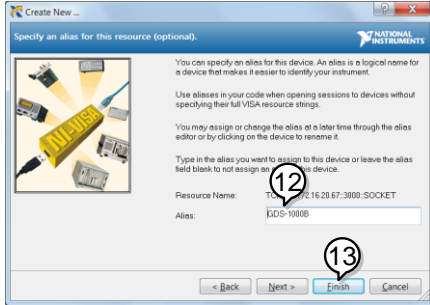 Create New ...
Specify an alias for this resource (optional).
NATIONAL
INSTRUMENTS
You can specify an alias for this device. An alias is a logical name for
a device that makes it easier to identify your instrument.
Use aliases in your code when opening sessions to devices without
specifying their full VISA resource strings.
You may assign or change the alias at a later time through the alias
editor or by clicking on the device to rename it.
Type in the alias you want to assign to this device or leave the alias
field blank to not assign an this device.
NI-VISA
12
Resource Name: 2.16.20.67::3000::SOCKET
Alias: GDS-1000B
13
< Back Next > Finish Cancel